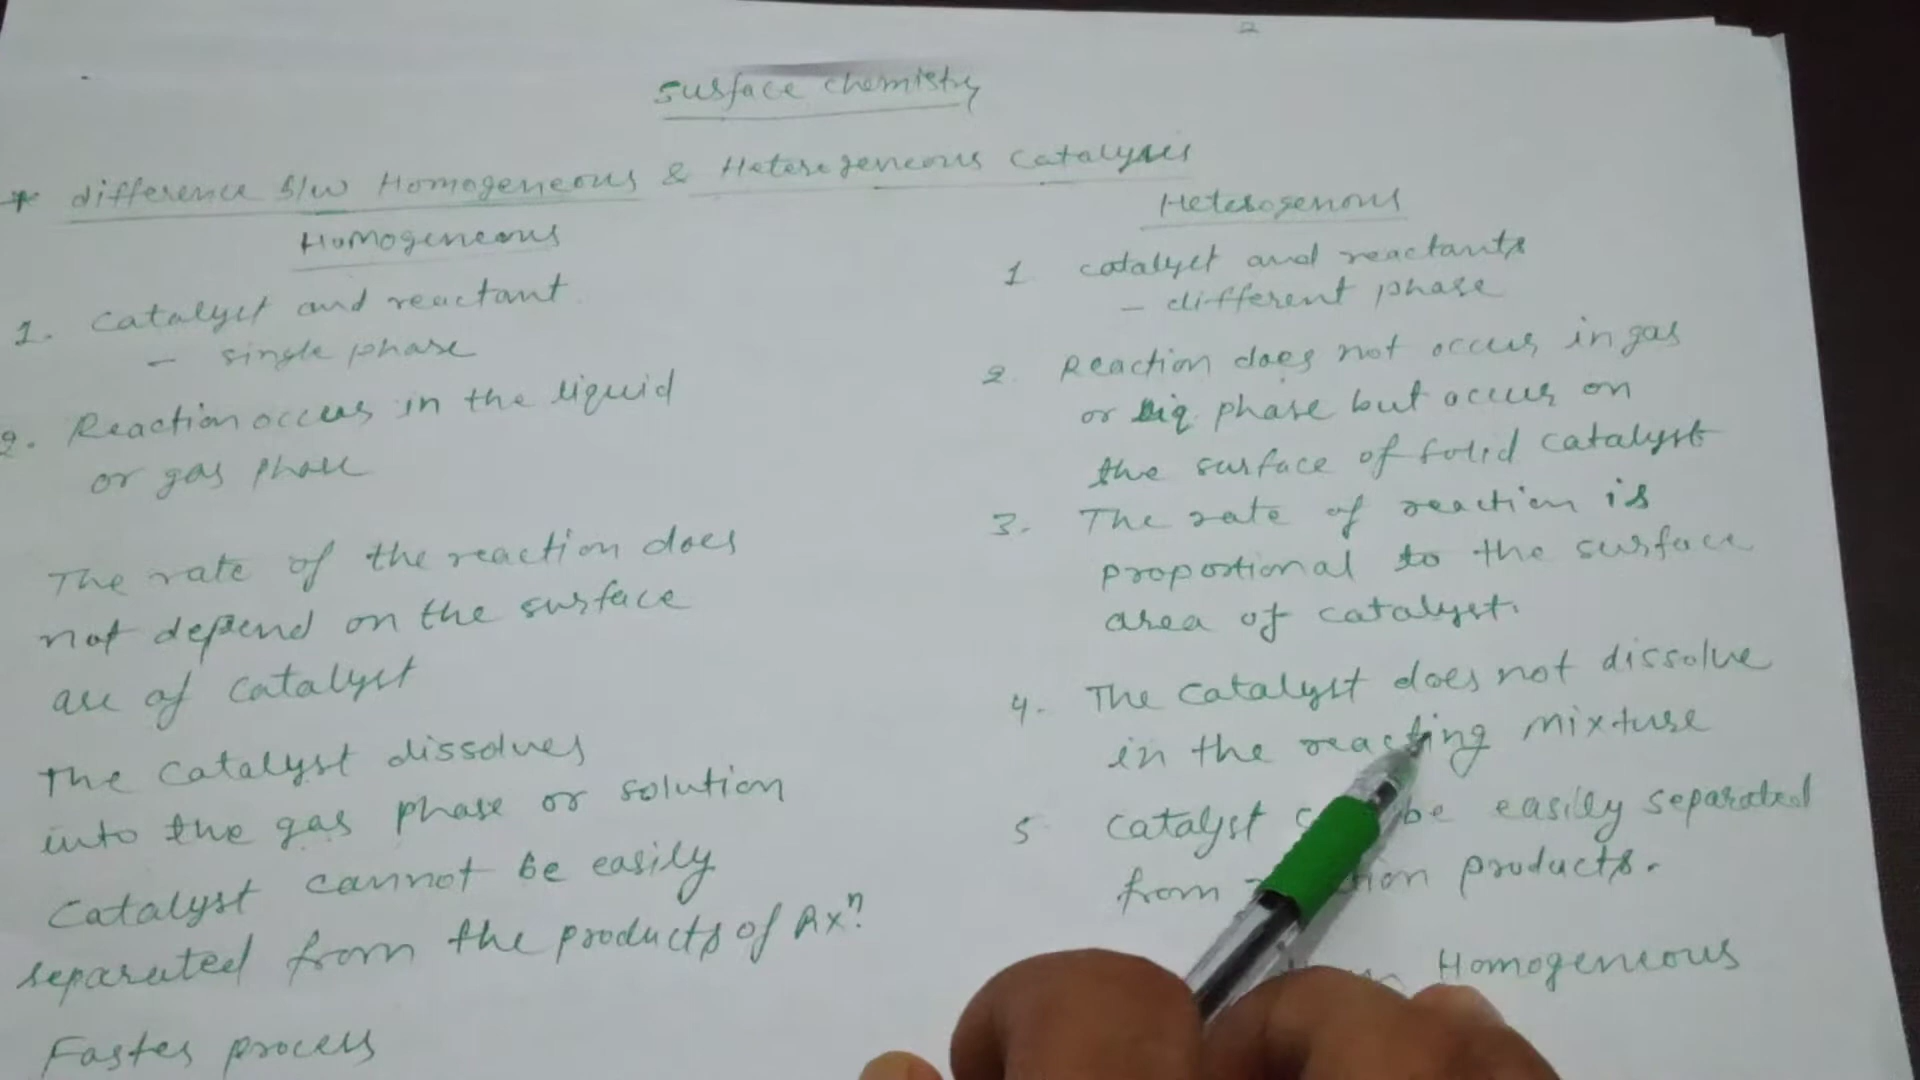 2
Surface chemistry
* difference b/w Homogeneous & Heterogeneous Catalysis
Homogeneous
1. Catalyst and reactant
- single phase
2. Reaction occurs in the liquid
or gas phase
The rate of the reaction does
not depend on the surface
are of catalyst
The catalyst dissolves
into the gas phase or solution
Catalyst cannot be easily
separated from the products of Rxn.
Faster process
Heterogenous
1 catalyst and reactants
- different phase
2. Reaction does not occurs in gas
or liq. phase but occurs on
the surface of solid catalyst
3. The rate of reaction is
proportional to the surface
area of catalyst.
4. The catalyst does not dissolve
in the reacting mixture
5 Catalyst be easily separated
from products.
Homogeneous